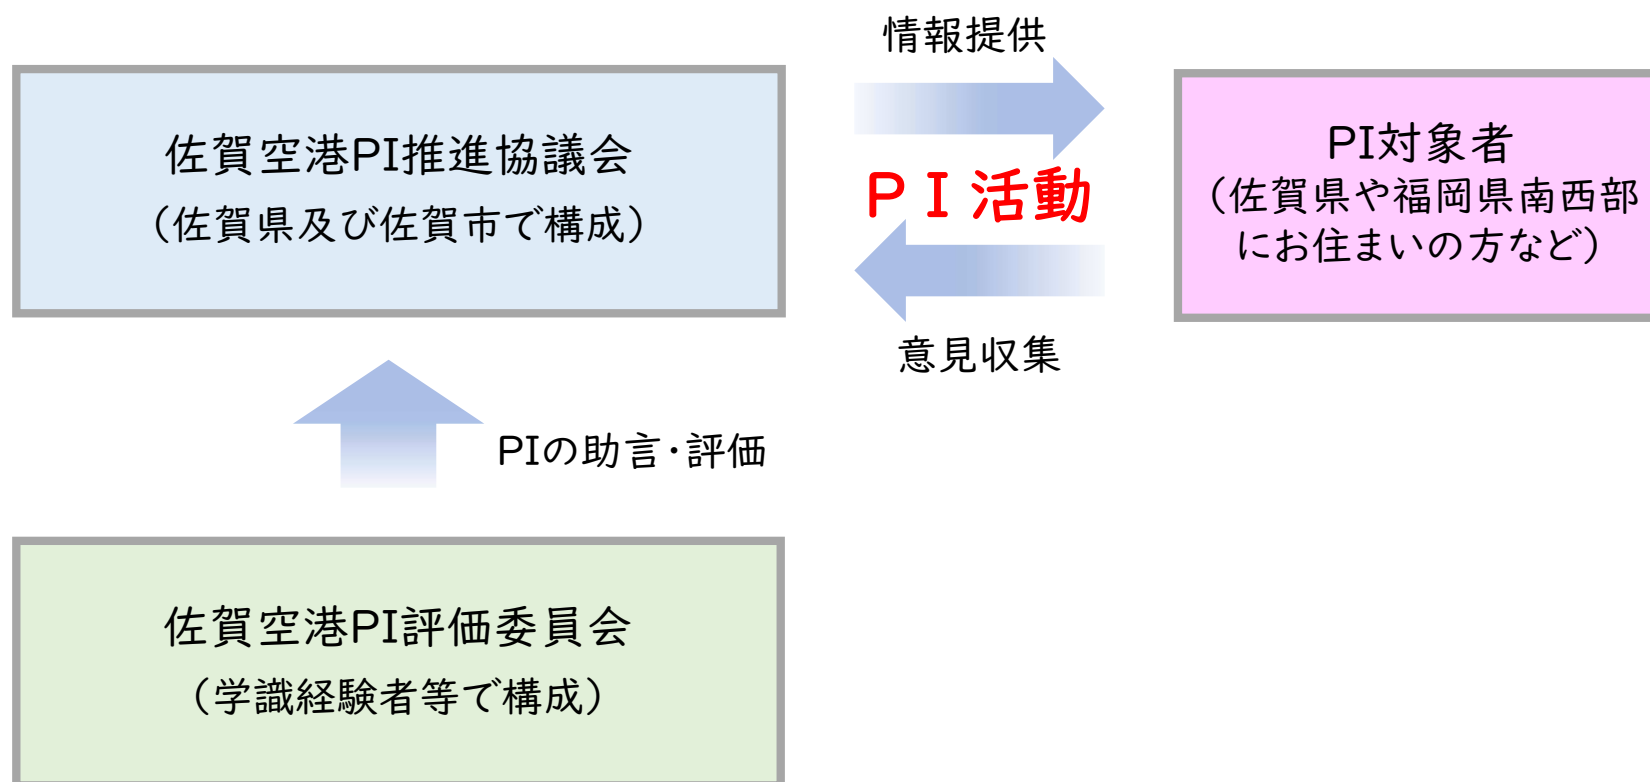 情報提供
佐賀空港PI推進協議会
（佐賀県及び佐賀市で構成）
ＰＩ活動
PI対象者
（佐賀県や福岡県南西部
にお住まいの方など）
意見収集
PIの助言・評価
佐賀空港PI評価委員会
（学識経験者等で構成）